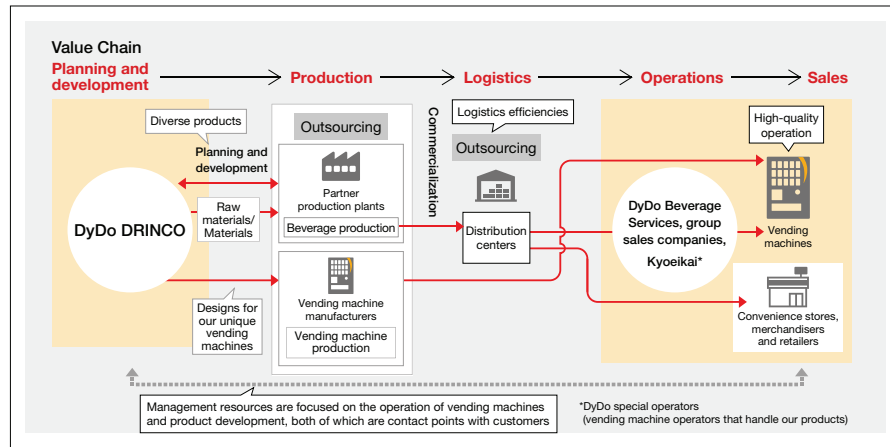 Value Chain
Planning and
development
Production
Logistics
Operations
Sales
Diverse products
Planning and
development
DyDo DRINCO
Raw
materials/
Materials
Designs for
our unique
vending
machines
Outsourcing
Partner
production plants
Beverage production
Vending machine
manufacturers
Vending machine
production
Commercialization
Logistics efficiencies
Outsourcing
Distribution
centers
DyDo Beverage
Services, group
sales companies,
Kyoeikai*
High-quality
operation
Vending
machines
Convenience stores,
merchandisers
and retailers
Management resources are focused on the operation of vending machines
and product development, both of which are contact points with customers
*DyDo special operators
(vending machine operators that handle our products)